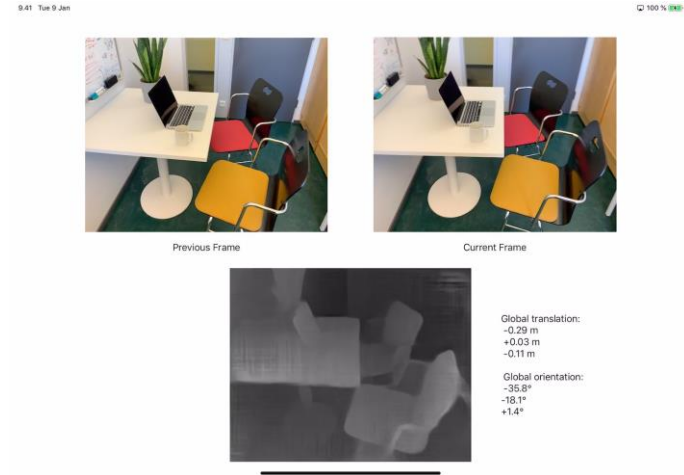 9.41 Tue 9 Jan
100 %
Previous Frame
Current Frame
Global translation:
-0.29 m
+0.03 m
-0.11 m
Global orientation:
-35.8°
-18.1°
+1.4°